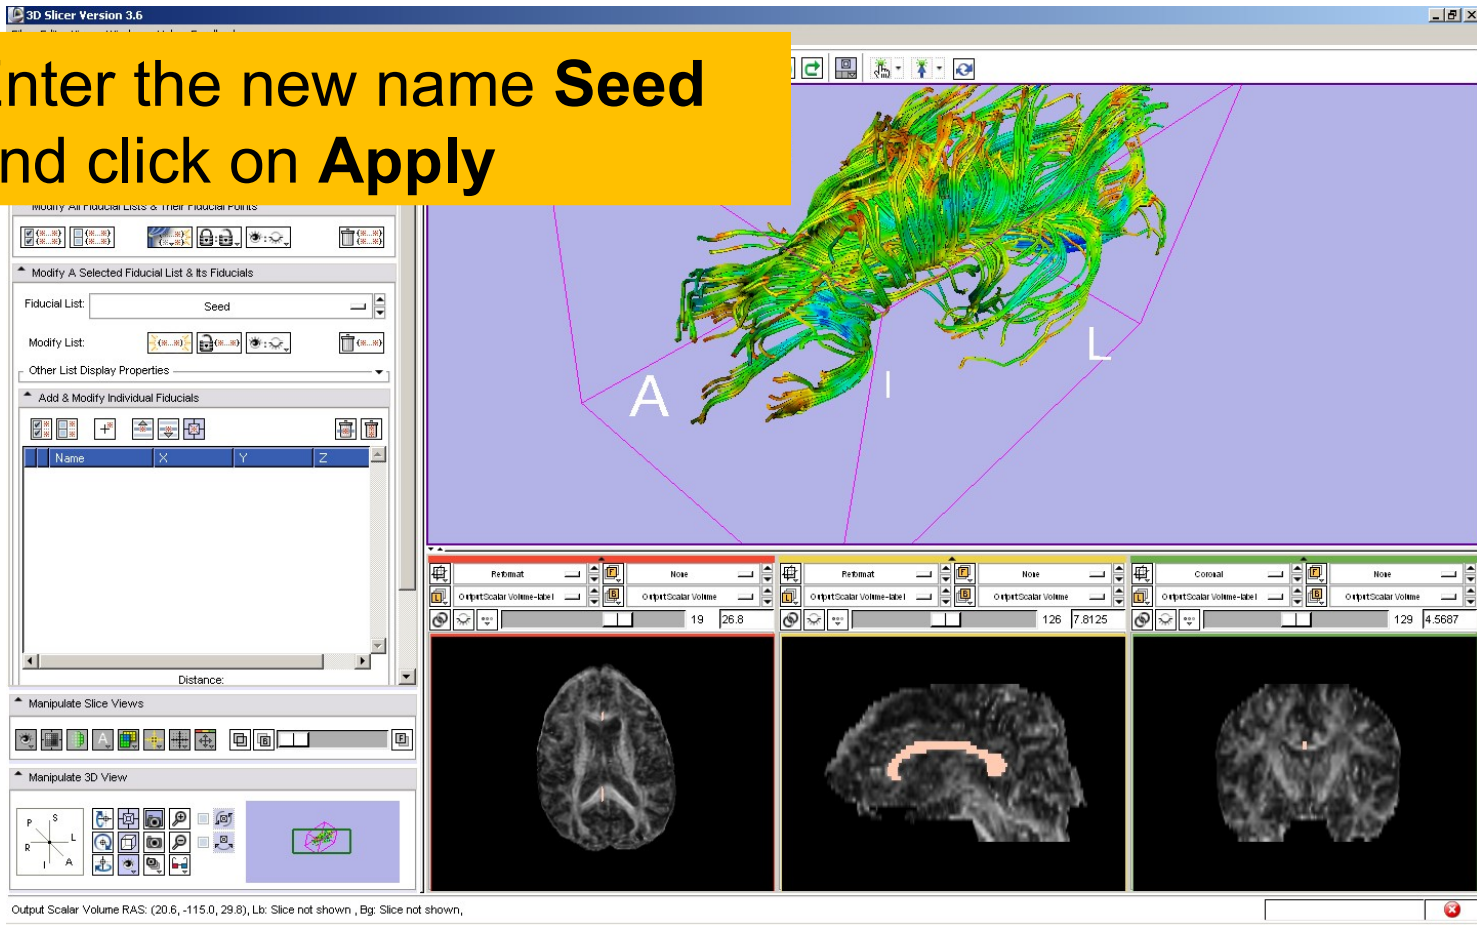 3D Slicer Version 3.6
Enter the new name Seed
nd click on Apply
Modify All Fiducial Lists & Their Fiducial Points
Modify A Selected Fiducial List & Its Fiducials
Fiducial List: Seed
Modify List:
Other List Display Properties
Add & Modify Individual Fiducials
Name X Y Z
Distance:
A I L
Reformat None Reformat None Coronal None
OutputScalar Volume-label OutputScalar Volume OutputScalar Volume-label OutputScalar Volume OutputScalar Volume-label OutputScalar Volume
19 26.8 126 7.8125 129 4.5687
Manipulate Slice Views
Manipulate 3D View
P S
R L
I A
Output Scalar Volume RAS: (20.6, -115.0, 29.8), Lb: Slice not shown , Bg: Slice not shown,